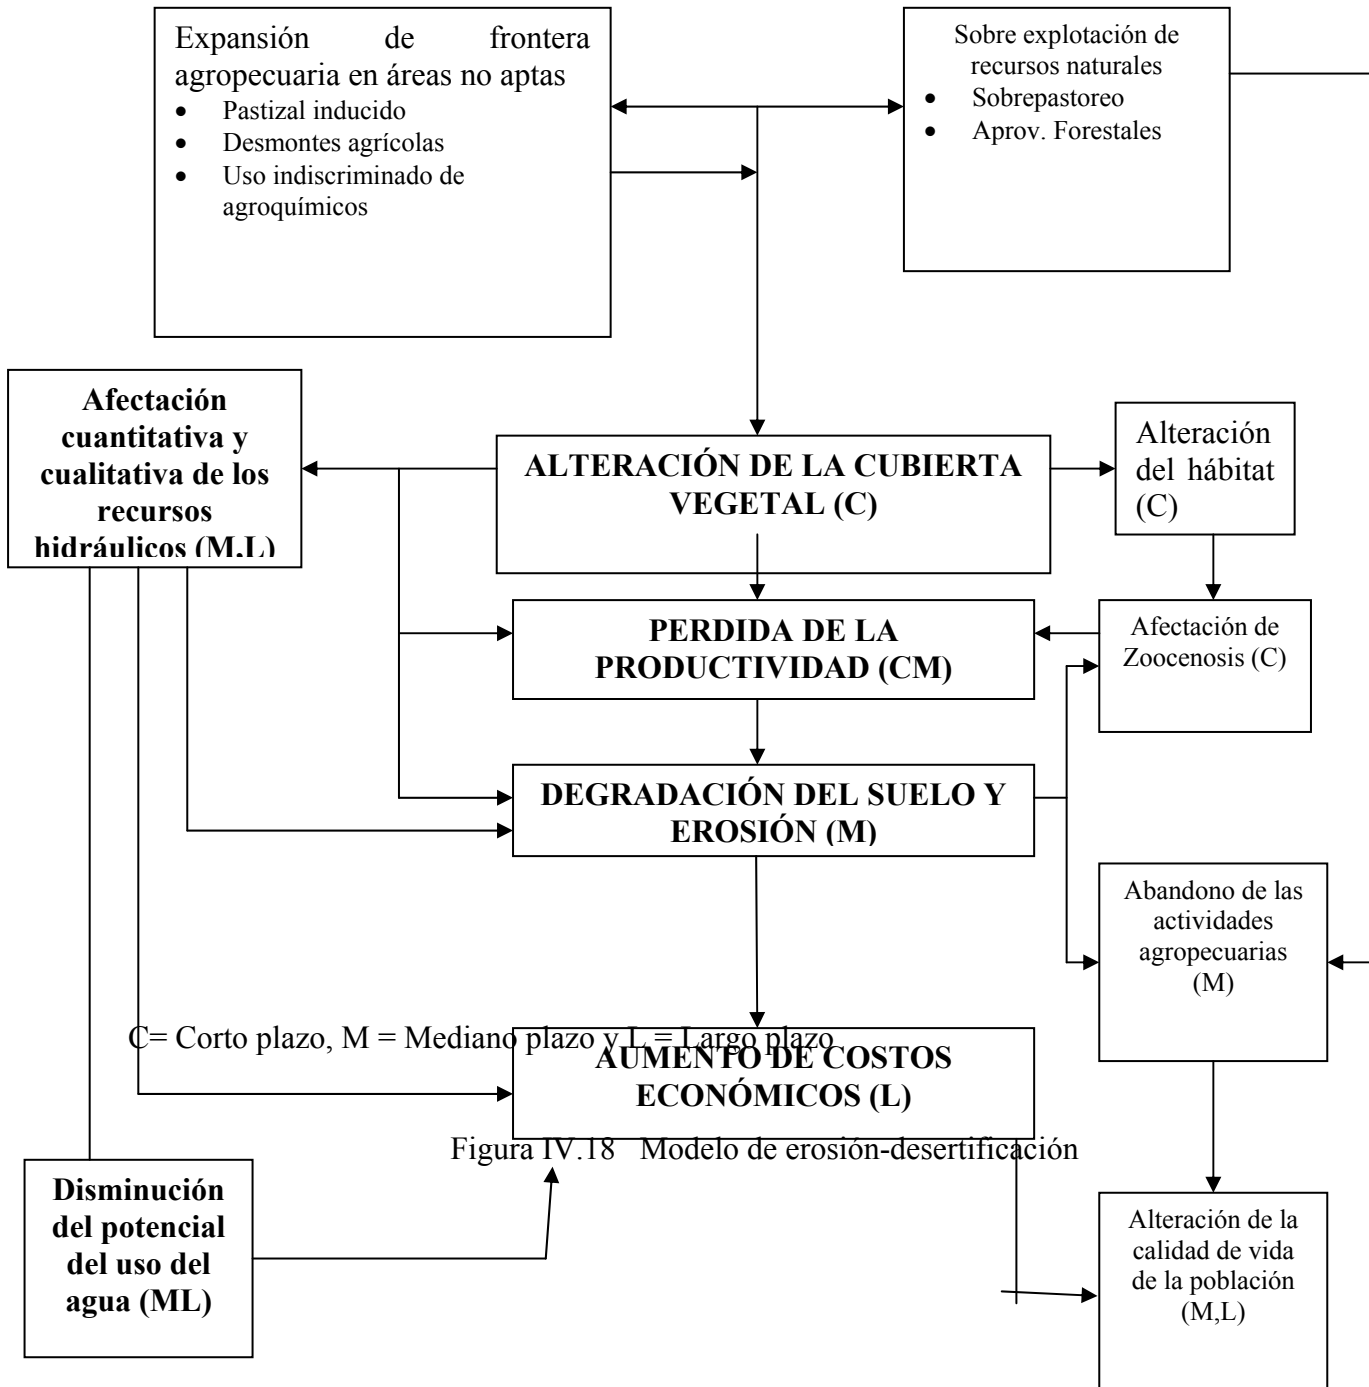 Expansión de frontera
agropecuaria en áreas no aptas
• Pastizal inducido
• Desmontes agrícolas
• Uso indiscriminado de
agroquímicos
Sobre explotación de
recursos naturales
• Sobrepastoreo
• Aprov. Forestales
Afectación
cuantitativa y
cualitativa de los
recursos
hidráulicos (M,L)
ALTERACIÓN DE LA CUBIERTA
VEGETAL (C)
Alteración
del hábitat
(C)
PERDIDA DE LA
PRODUCTIVIDAD (CM)
Afectación de
Zoocenosis (C)
DEGRADACIÓN DEL SUELO Y
EROSIÓN (M)
Abandono de las
actividades
agropecuarias
(M)
C= Corto plazo, M = Mediano plazo y L = Largo plazo
AUMENTO DE COSTOS
ECONÓMICOS (L)
Figura IV.18 Modelo de erosión-desertificación
Disminución
del potencial
del uso del
agua (ML)
Alteración de la
calidad de vida
de la población
(M,L)